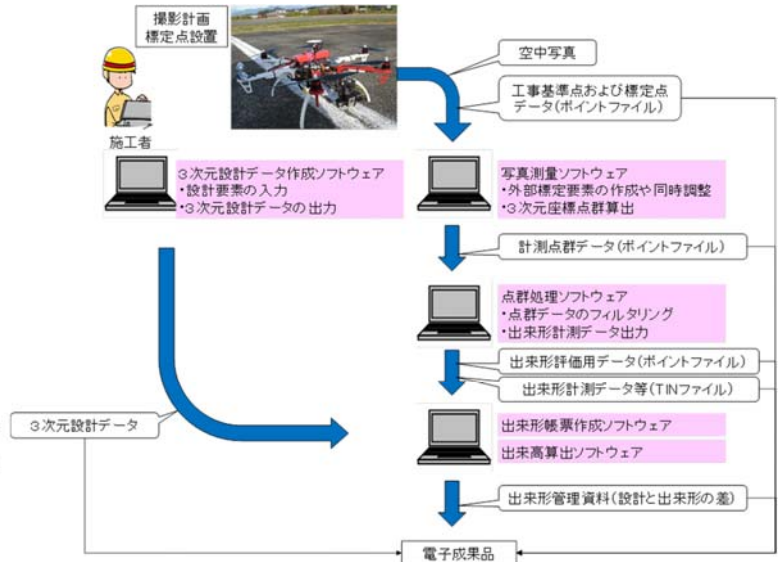 撮影計画
標定点設置
空中写真
工事基準点および標定点
データ(ポイントファイル)
施工者
3次元設計データ作成ソフトウェア
・設計要素の入力
・3次元設計データの出力
写真測量ソフトウェア
・外部標定要素の作成や同時調整
・3次元座標点群算出
計測点群データ(ポイントファイル)
点群処理ソフトウェア
・点群データのフィルタリング
・出来形計測データ出力
出来形評価用データ(ポイントファイル)
出来形計測データ等(TINファイル)
3次元設計データ
出来形帳票作成ソフトウェア
出来高算出ソフトウェア
出来形管理資料(設計と出来形の差)
電子成果品